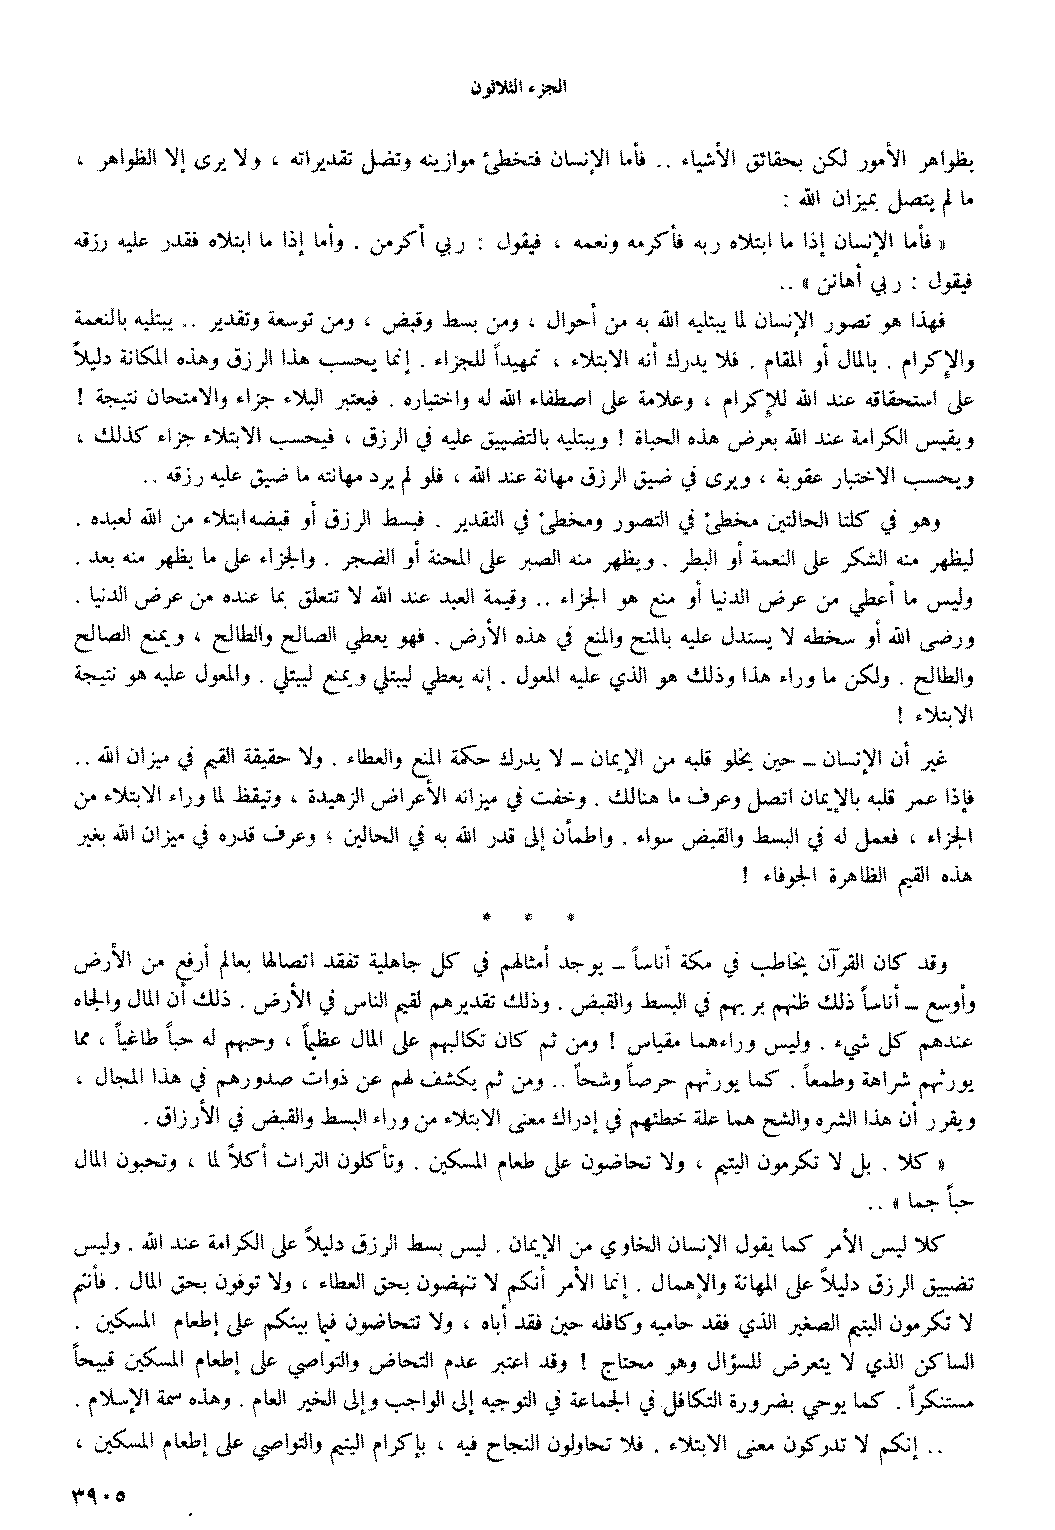 الجزء الثلاثون
بظواهر الأمور لكن بحقائق الأشياء .. فأما الإنسان فتخطئ موازينه وتضل تقديراته ، ولا يرى إلا الظواهر ،
ما لم يتصل بميزان الله :
« فأما الإنسان إذا ما ابتلاه ربه فأكرمه ونعمه ، فيقول : ربي أكرمن . وأما إذا ما ابتلاه فقدر عليه رزقه
فيقول : ربي أهانن » ..
فهذا هو تصور الإنسان لما يبتليه الله به من أحوال ، ومن بسط وقبض ، ومن توسعة وتقدير .. يبتليه بالنعمة
والإكرام . بالمال أو المقام . فلا يدرك أنه الابتلاء ، تمهيداً للجزاء . إنما يحسب هذا الرزق وهذه المكانة دليلاً
على استحقاقه عند الله للإكرام ، وعلامة على اصطفاء الله له واختياره . فيعتبر البلاء جزاء والامتحان نتيجة !
ويقيس الكرامة عند الله بعرض هذه الحياة ! ويبتليه بالتضييق عليه في الرزق ، فيحسب الابتلاء جزاء كذلك ،
ويحسب الاختبار عقوبة ، ويرى في ضيق الرزق مهانة عند الله ، فلو لم يرد مهانته ما ضيق عليه رزقه ..
وهو في كلتا الحالتين مخطئ في التصور ومخطئ في التقدير . فبسط الرزق أو قبضه ابتلاء من الله لعبده .
ليظهر منه الشكر على النعمة أو البطر . ويظهر منه الصبر على المحنة أو الضجر . والجزاء على ما يظهر منه بعد .
وليس ما أعطي من عرض الدنيا أو منع هو الجزاء .. وقيمة العبد عند الله لا تتعلق بما عنده من عرض الدنيا .
ورضى الله أو سخطه لا يستدل عليه بالمنح والمنع في هذه الأرض . فهو يعطي الصالح والطالح ، ويمنع الصالح
والطالح . ولكن ما وراء هذا وذلك هو الذي عليه المعول . إنه يعطي ليبتلي ويمنع ليبتلي . والمعول عليه هو نتيجة
الابتلاء !
غير أن الإنسان – حين يخلو قلبه من الإيمان – لا يدرك حكمة المنع والعطاء . ولا حقيقة القيم في ميزان الله ..
فإذا عمر قلبه بالإيمان اتصل وعرف ما هنالك . وخفت في ميزانه الأعراض الزهيدة ، وتيقظ لما وراء الابتلاء من
الجزاء ، فعمل له في البسط والقبض سواء . واطمأن إلى قدر الله به في الحالين ؛ وعرف قدره في ميزان الله بغير
هذه القيم الظاهرة الجوفاء !
* * *
وقد كان القرآن يخاطب في مكة أناساً – يوجد أمثالهم في كل جاهلية تفقد اتصالها بعالم أرفع من الأرض
وأوسع – أناساً ذلك ظنهم بربهم في البسط والقبض . وذلك تقديرهم لقيم الناس في الأرض . ذلك أن المال والجاه
عندهم كل شيء . وليس وراءهما مقياس ! ومن ثم كان تكالبهم على المال عظيماً ، وحبهم له حباً طاغياً ، مما
يورثهم شراهة وطمعاً . كما يورثهم حرصاً وشحاً .. ومن ثم يكشف لهم عن ذوات صدورهم في هذا المجال ،
ويقرر أن هذا الشره والشح هما علة خطئهم في إدراك معنى الابتلاء من وراء البسط والقبض في الأرزاق .
« كلا . بل لا تكرمون اليتيم ، ولا تحاضون على طعام المسكين . وتأكلون التراث أكلاً لما ، وتحبون المال
حباً جما » ..
كلا ليس الأمر كما يقول الإنسان الخاوي من الإيمان . ليس بسط الرزق دليلاً على الكرامة عند الله . وليس
تضييق الرزق دليلاً على المهانة والإهمال . إنما الأمر أنكم لا تنهضون بحق العطاء ، ولا توفون بحق المال . فأنتم
لا تكرمون اليتيم الصغير الذي فقد حاميه وكافله حين فقد أباه ، ولا تتحاضون فيما بينكم على إطعام المسكين .
الساكن الذي لا يتعرض للسؤال وهو محتاج ! وقد اعتبر عدم التحاض والتواصي على إطعام المسكين قبيحاً
مستنكراً . كما يوحي بضرورة التكافل في الجماعة في التوجيه إلى الواجب وإلى الخير العام . وهذه سمة الإسلام .
.. إنكم لا تدركون معنى الابتلاء . فلا تحاولون النجاح فيه ، بإكرام اليتيم والتواصي على إطعام المسكين ،
٣٩٠٥